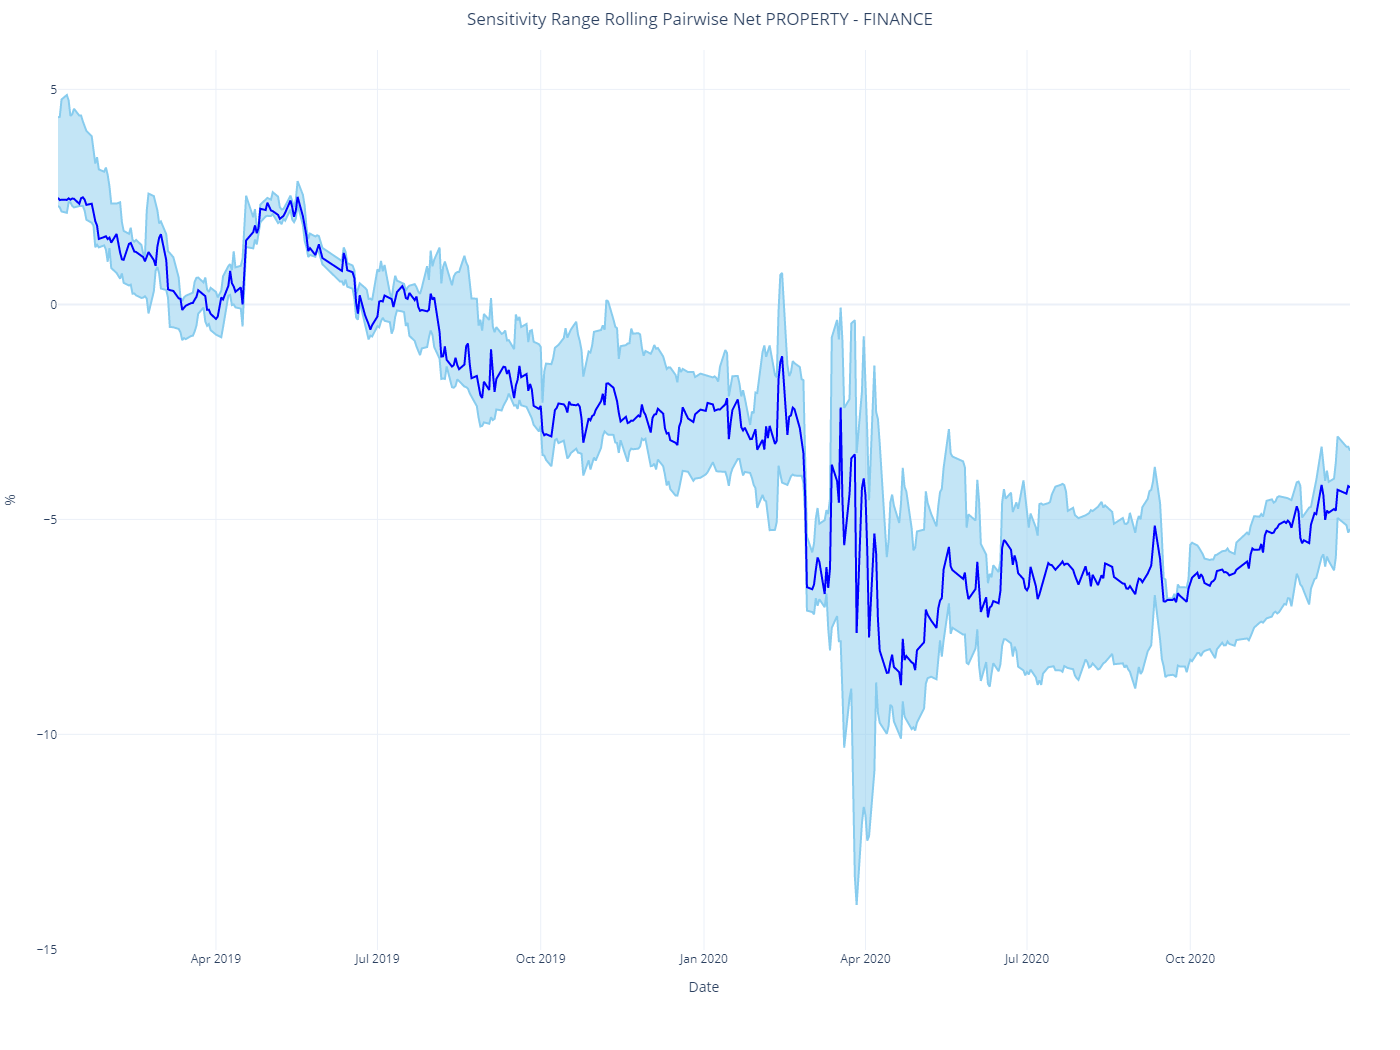 Sensitivity Range Rolling Pairwise Net PROPERTY - FINANCE
5
0
−5
−10
−15
%
Apr 2019
Jul 2019
Oct 2019
Jan 2020
Apr 2020
Jul 2020
Oct 2020
Date